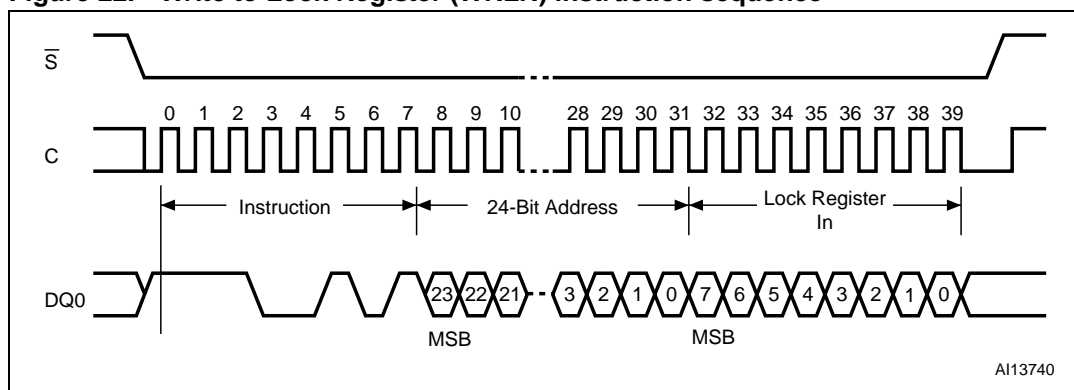 Figure 22. Write to Lock Register (WRLR) instruction sequence
S
0 1 2 3 4 5 6 7 8 9 10 28 29 30 31 32 33 34 35 36 37 38 39
C
Instruction 24-Bit Address Lock Register
In
DQ0 23 22 21 3 2 1 0 7 6 5 4 3 2 1 0
MSB MSB
AI13740